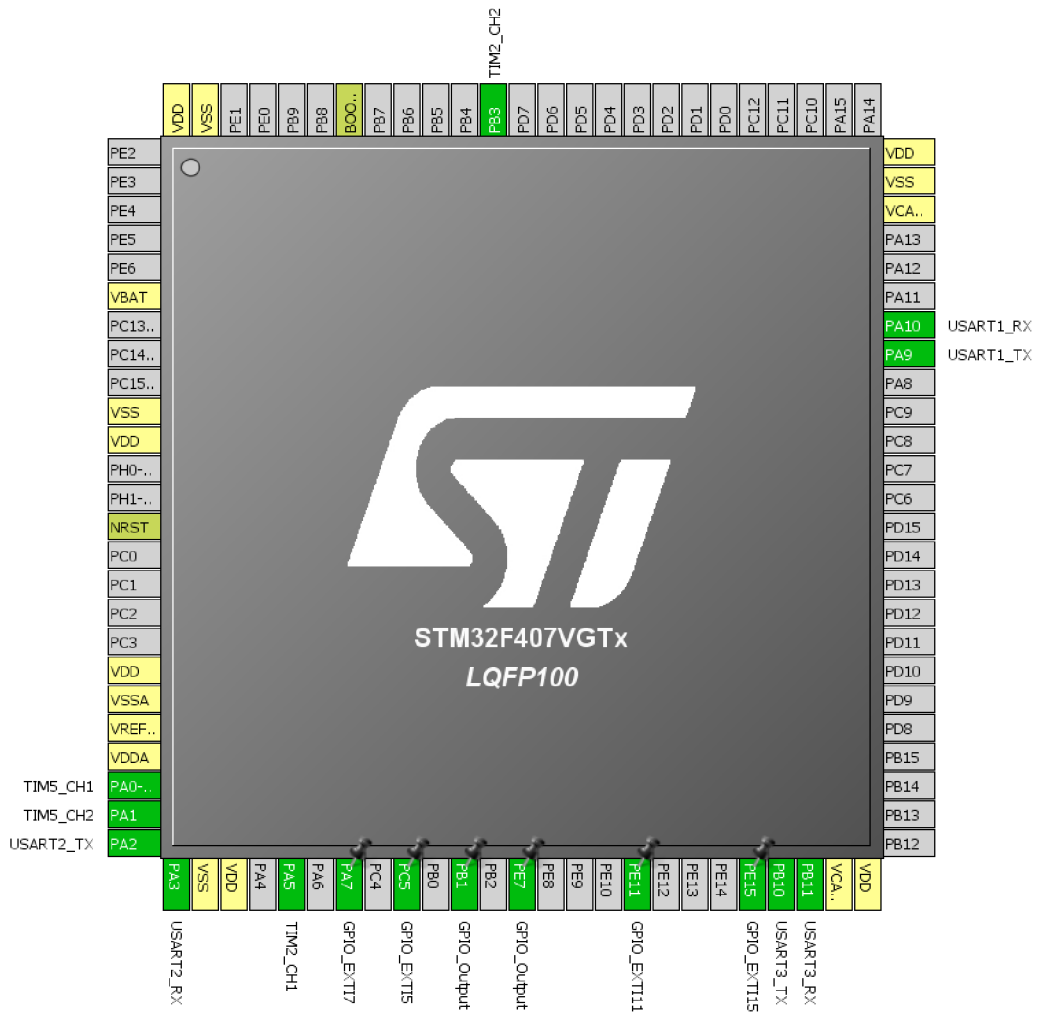 TIM2_CH2
VDD
VSS
PE1
PE0
PB9
PB8
BOO..
PB7
PB6
PB5
PB4
PB3
PD7
PD6
PD5
PD4
PD3
PD2
PD1
PD0
PC12
PC11
PC10
PA15
PA14
PE2
PE3
PE4
PE5
PE6
VBAT
PC13..
PC14..
PC15..
VSS
VDD
PH0-..
PH1-..
NRST
PC0
PC1
PC2
PC3
VDD
VSSA
VREF..
VDDA
TIM5_CH1 PA0-..
TIM5_CH2 PA1
USART2_TX PA2
STM32F407VGTx
LQFP100
VDD
VSS
VCA..
PA13
PA12
PA11
PA10 USART1_RX
PA9 USART1_TX
PA8
PC9
PC8
PC7
PC6
PD15
PD14
PD13
PD12
PD11
PD10
PD9
PD8
PB15
PB14
PB13
PB12
PA3 USART2_RX
VSS
VDD
PA4
PA5 TIM2_CH1
PA6
PA7 GPIO_EXTI7
PC4
PC5 GPIO_EXTI5
PB0
PB1 GPIO_Output
PB2
PE7 GPIO_Output
PE8
PE9
PE10
PE11 GPIO_EXTI11
PE12
PE13
PE14
PE15 GPIO_EXTI15
PB10 USART3_TX
PB11 USART3_RX
VCA..
VDD